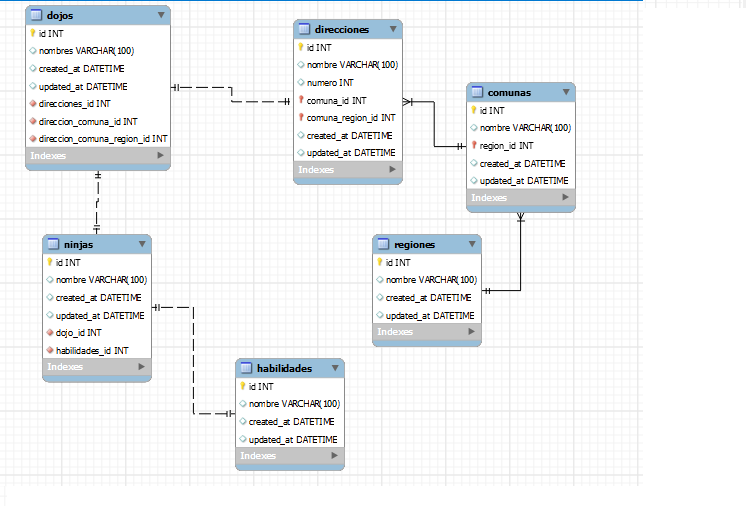 dojos
id INT
nombres VARCHAR(100)
created_at DATETIME
updated_at DATETIME
direcciones_id INT
direccion_comuna_id INT
direccion_comuna_region_id INT
Indexes
direcciones
id INT
nombre VARCHAR(100)
numero INT
comuna_id INT
comuna_region_id INT
created_at DATETIME
updated_at DATETIME
Indexes
comunas
id INT
nombre VARCHAR(100)
region_id INT
created_at DATETIME
updated_at DATETIME
Indexes
ninjas
id INT
nombre VARCHAR(100)
created_at DATETIME
updated_at DATETIME
dojo_id INT
habilidades_id INT
Indexes
regiones
id INT
nombre VARCHAR(100)
created_at DATETIME
updated_at DATETIME
Indexes
habilidades
id INT
nombre VARCHAR(100)
created_at DATETIME
updated_at DATETIME
Indexes